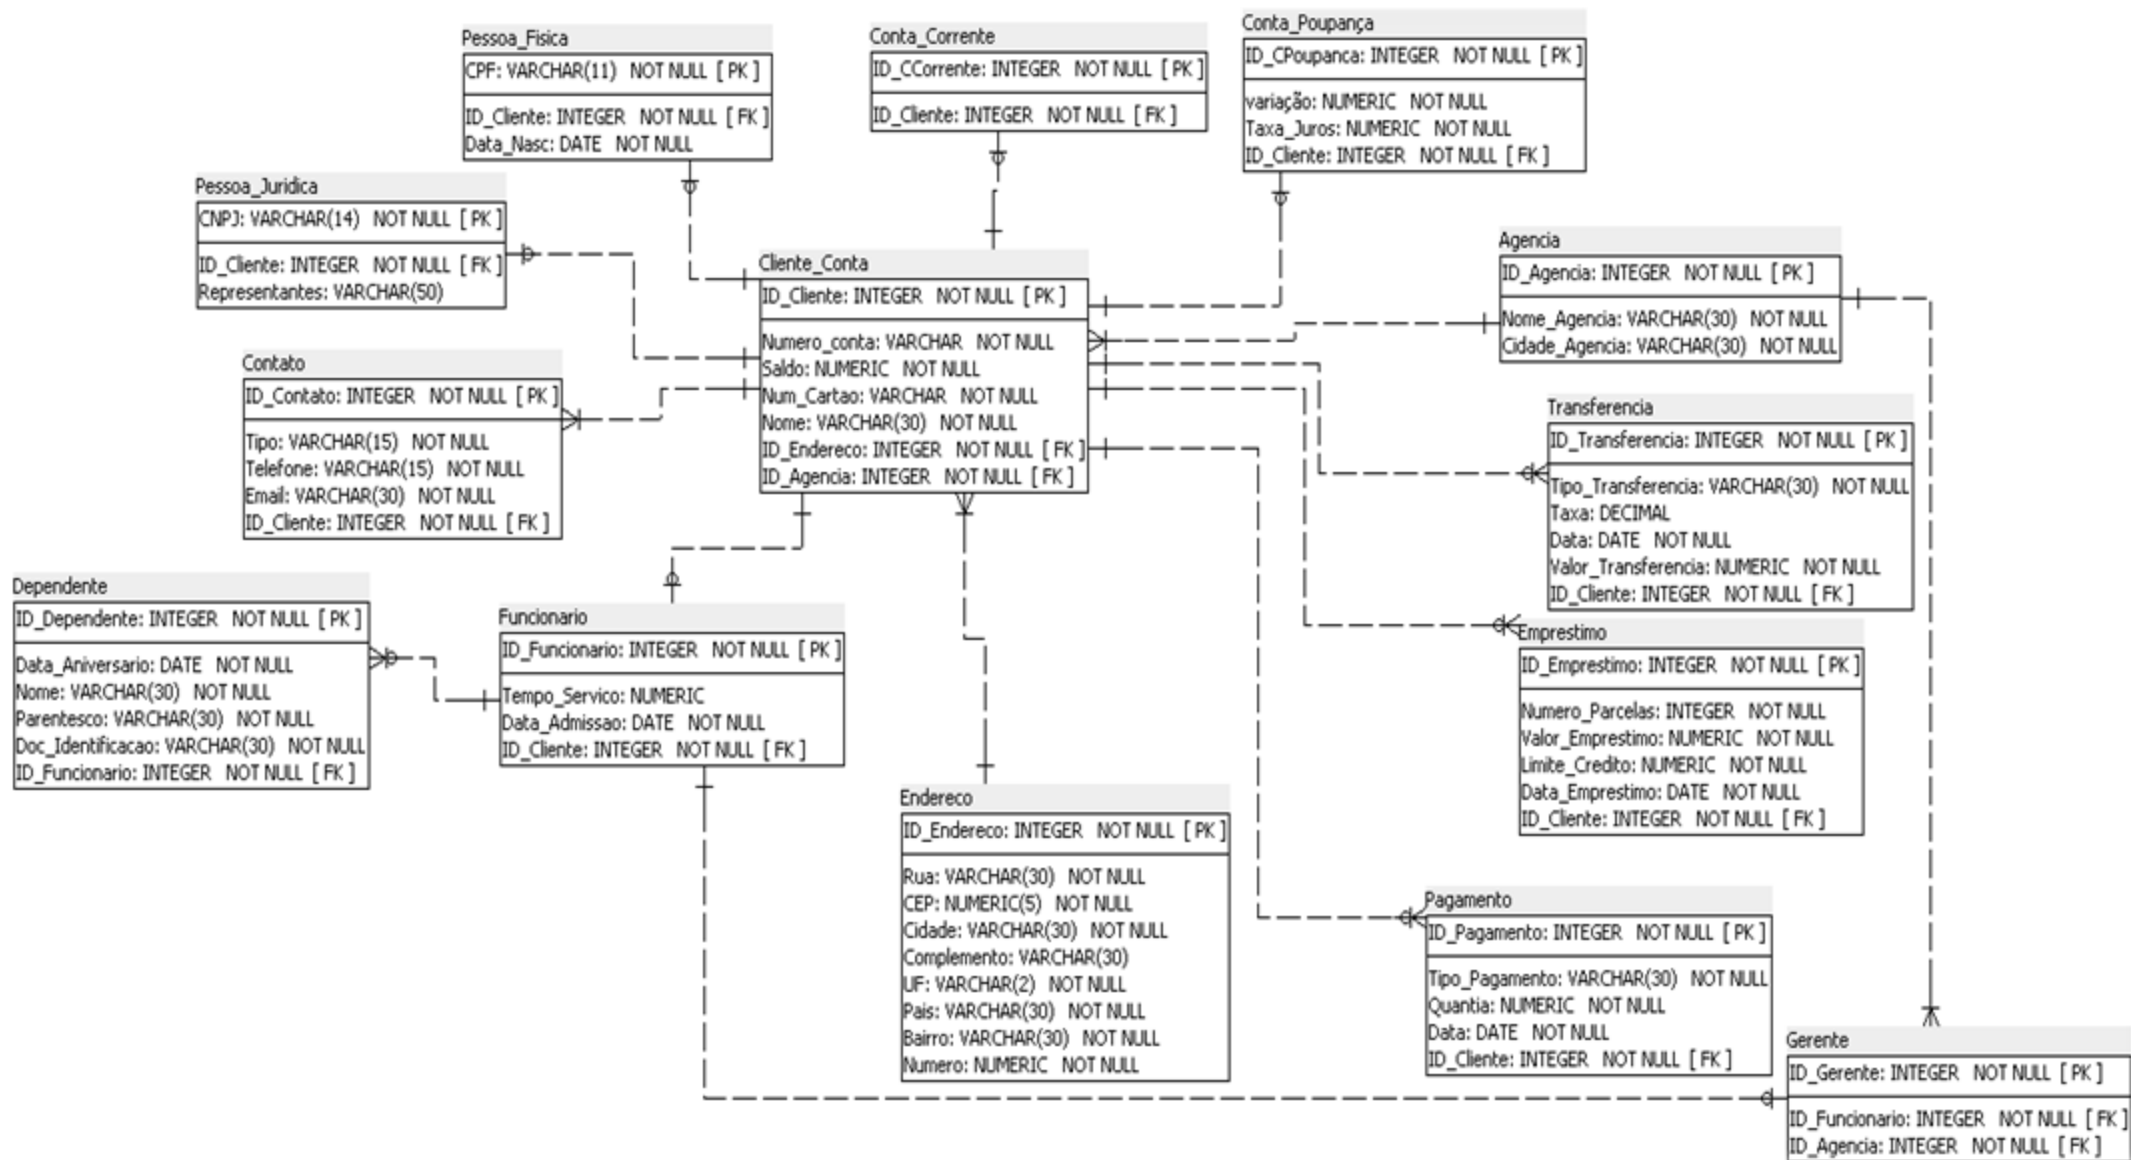 Pessoa_Fisica
CPF: VARCHAR(11) NOT NULL [ PK ]
ID_Cliente: INTEGER NOT NULL [ FK ]
Data_Nasc: DATE NOT NULL
Conta_Corrente
ID_CCorrente: INTEGER NOT NULL [ PK ]
ID_Cliente: INTEGER NOT NULL [ FK ]
Conta_Poupança
ID_CPoupanca: INTEGER NOT NULL [ PK ]
variação: NUMERIC NOT NULL
Taxa_Juros: NUMERIC NOT NULL
ID_Cliente: INTEGER NOT NULL [ FK ]
Pessoa_Juridica
CNPJ: VARCHAR(14) NOT NULL [ PK ]
ID_Cliente: INTEGER NOT NULL [ FK ]
Representantes: VARCHAR(50)
Cliente_Conta
ID_Cliente: INTEGER NOT NULL [ PK ]
Numero_conta: VARCHAR NOT NULL
Saldo: NUMERIC NOT NULL
Num_Cartao: VARCHAR NOT NULL
Nome: VARCHAR(30) NOT NULL
ID_Endereco: INTEGER NOT NULL [ FK ]
ID_Agencia: INTEGER NOT NULL [ FK ]
Agencia
ID_Agencia: INTEGER NOT NULL [ PK ]
Nome_Agencia: VARCHAR(30) NOT NULL
Cidade_Agencia: VARCHAR(30) NOT NULL
Contato
ID_Contato: INTEGER NOT NULL [ PK ]
Tipo: VARCHAR(15) NOT NULL
Telefone: VARCHAR(15) NOT NULL
Email: VARCHAR(30) NOT NULL
ID_Cliente: INTEGER NOT NULL [ FK ]
Transferencia
ID_Transferencia: INTEGER NOT NULL [ PK ]
Tipo_Transferencia: VARCHAR(30) NOT NULL
Taxa: DECIMAL
Data: DATE NOT NULL
Valor_Transferencia: NUMERIC NOT NULL
ID_Cliente: INTEGER NOT NULL [ FK ]
Dependente
ID_Dependente: INTEGER NOT NULL [ PK ]
Data_Aniversario: DATE NOT NULL
Nome: VARCHAR(30) NOT NULL
Parentesco: VARCHAR(30) NOT NULL
Doc_Identificacao: VARCHAR(30) NOT NULL
ID_Funcionario: INTEGER NOT NULL [ FK ]
Funcionario
ID_Funcionario: INTEGER NOT NULL [ PK ]
Tempo_Servico: NUMERIC
Data_Admissao: DATE NOT NULL
ID_Cliente: INTEGER NOT NULL [ FK ]
Emprestimo
ID_Emprestimo: INTEGER NOT NULL [ PK ]
Numero_Parcelas: INTEGER NOT NULL
Valor_Emprestimo: NUMERIC NOT NULL
Limite_Credito: NUMERIC NOT NULL
Data_Emprestimo: DATE NOT NULL
ID_Cliente: INTEGER NOT NULL [ FK ]
Endereco
ID_Endereco: INTEGER NOT NULL [ PK ]
Rua: VARCHAR(30) NOT NULL
CEP: NUMERIC(5) NOT NULL
Cidade: VARCHAR(30) NOT NULL
Complemento: VARCHAR(30)
UF: VARCHAR(2) NOT NULL
Pais: VARCHAR(30) NOT NULL
Bairro: VARCHAR(30) NOT NULL
Numero: NUMERIC NOT NULL
Pagamento
ID_Pagamento: INTEGER NOT NULL [ PK ]
Tipo_Pagamento: VARCHAR(30) NOT NULL
Quantia: NUMERIC NOT NULL
Data: DATE NOT NULL
ID_Cliente: INTEGER NOT NULL [ FK ]
Gerente
ID_Gerente: INTEGER NOT NULL [ PK ]
ID_Funcionario: INTEGER NOT NULL [ FK ]
ID_Agencia: INTEGER NOT NULL [ FK ]